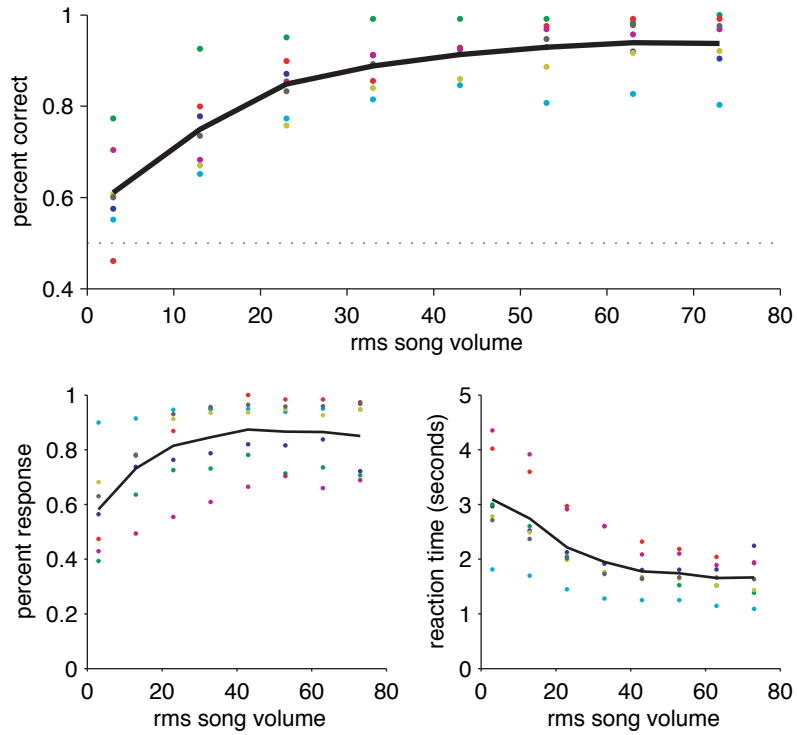 percent correct
1
0.8
0.6
0.4
0 10 20 30 40 50 60 70 80
rms song volume
percent response
1
0.8
0.6
0.4
0.2
0
0 20 40 60 80
rms song volume
reaction time (seconds)
5
4
3
2
1
0
0 20 40 60 80
rms song volume